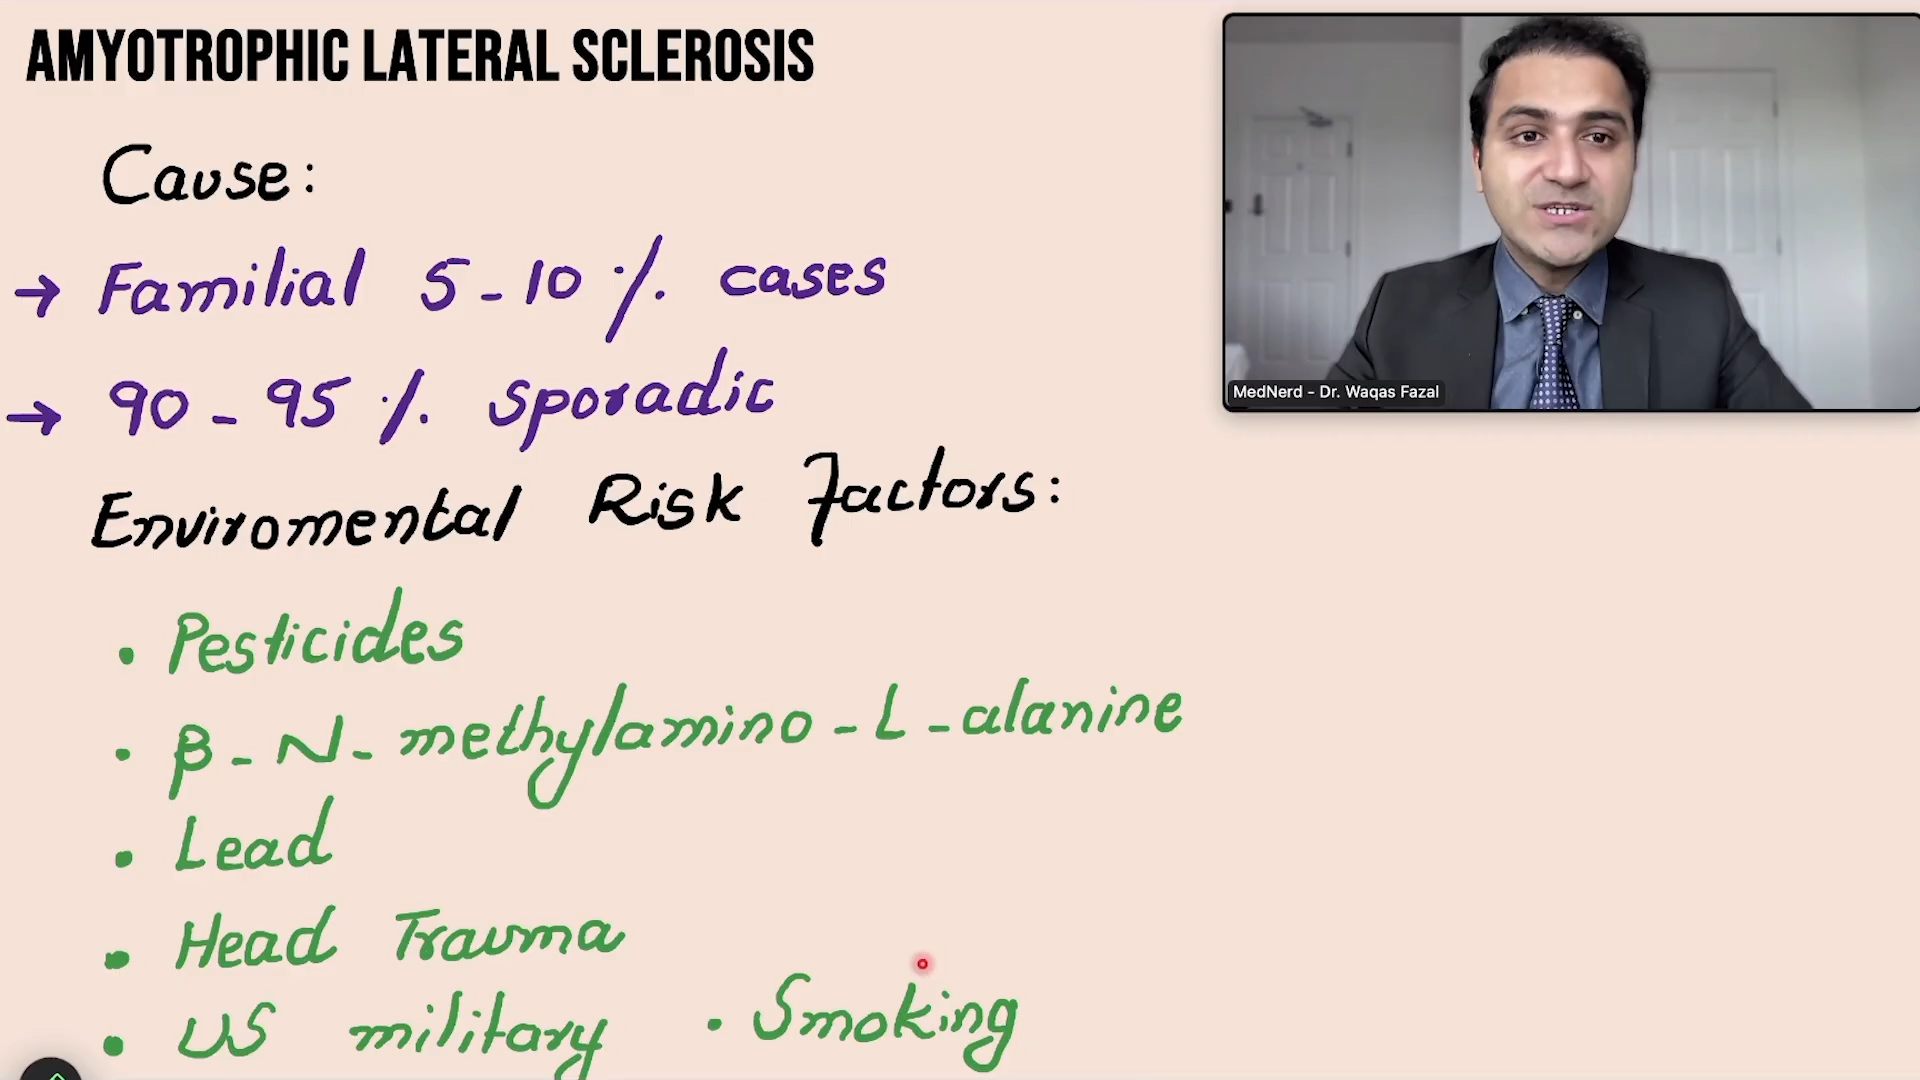 AMYOTROPHIC LATERAL SCLEROSIS
Cause:
→ Familial 5-10 % cases
→ 90-95 % sporadic
Enviromental Risk Factors:
• Pesticides
• β-N-methylamino-L-alanine
• Lead
• Head Trauma
• US military • Smoking
MedNerd - Dr. Waqas Fazal